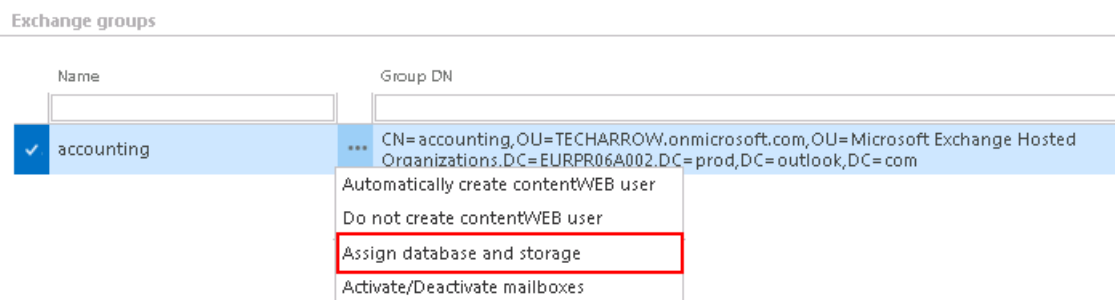 Exchange groups
Name Group DN
accounting ••• CN=accounting,OU=TECHARROW.onmicrosoft.com,OU=Microsoft Exchange Hosted
Organizations,DC=EURPR06A002,DC=prod,DC=outlook,DC=com
Automatically create contentWEB user
Do not create contentWEB user
Assign database and storage
Activate/Deactivate mailboxes